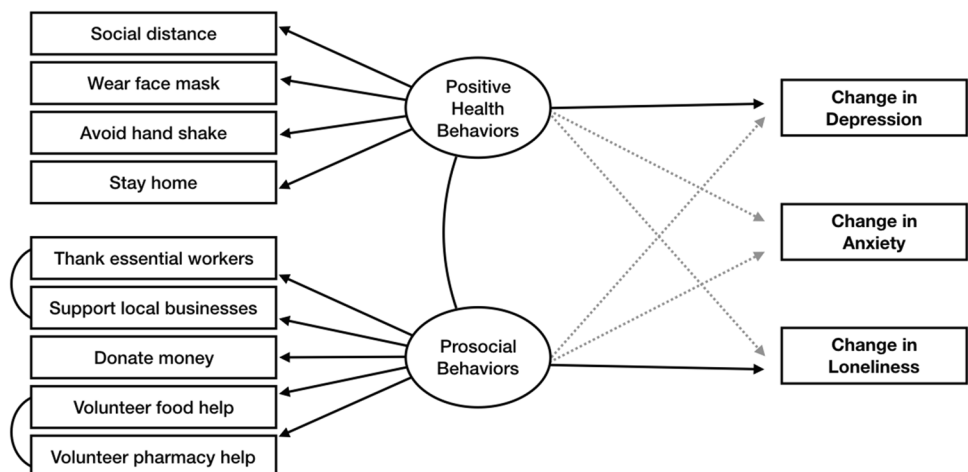 Social distance
Wear face mask
Avoid hand shake
Stay home
Thank essential workers
Support local businesses
Donate money
Volunteer food help
Volunteer pharmacy help
Positive
Health
Behaviors
Prosocial
Behaviors
Change in
Depression
Change in
Anxiety
Change in
Loneliness